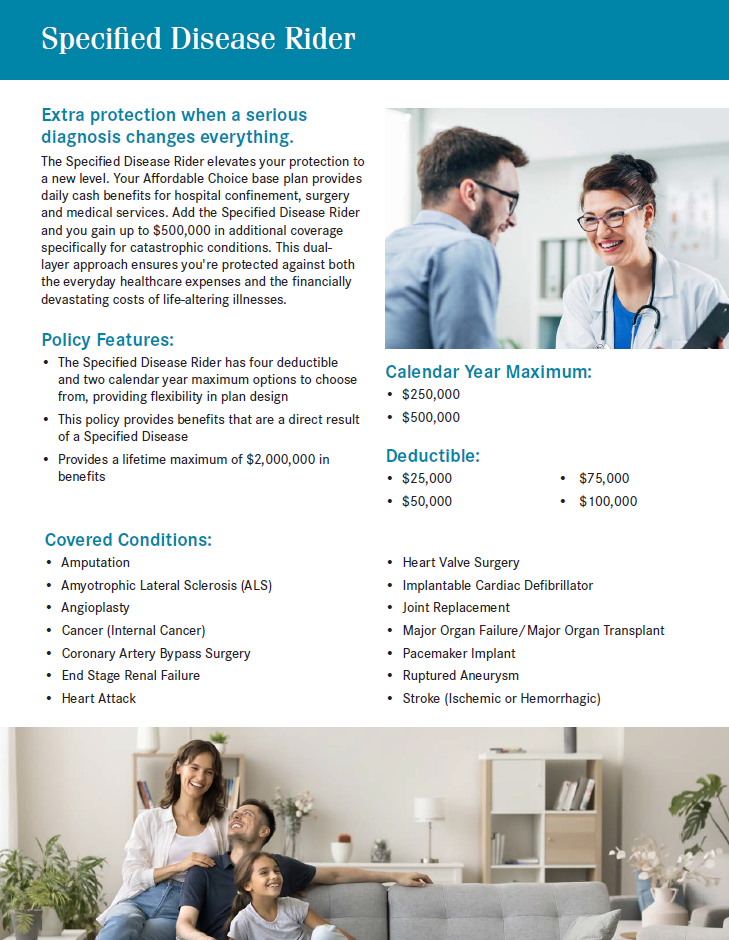 Specified Disease Rider
Extra protection when a serious
diagnosis changes everything.
The Specified Disease Rider elevates your protection to
a new level. Your Affordable Choice base plan provides
daily cash benefits for hospital confinement, surgery
and medical services. Add the Specified Disease Rider
and you gain up to $500,000 in additional coverage
specifically for catastrophic conditions. This dual-
layer approach ensures you're protected against both
the everyday healthcare expenses and the financially
devastating costs of life-altering illnesses.
Policy Features:
• The Specified Disease Rider has four deductible
and two calendar year maximum options to choose
from, providing flexibility in plan design
• This policy provides benefits that are a direct result
of a Specified Disease
• Provides a lifetime maximum of $2,000,000 in
benefits
Calendar Year Maximum:
• $250,000
• $500,000
Deductible:
• $25,000
• $50,000
• $75,000
• $100,000
Covered Conditions:
• Amputation
• Amyotrophic Lateral Sclerosis (ALS)
• Angioplasty
• Cancer (Internal Cancer)
• Coronary Artery Bypass Surgery
• End Stage Renal Failure
• Heart Attack
• Heart Valve Surgery
• Implantable Cardiac Defibrillator
• Joint Replacement
• Major Organ Failure/Major Organ Transplant
• Pacemaker Implant
• Ruptured Aneurysm
• Stroke (Ischemic or Hemorrhagic)